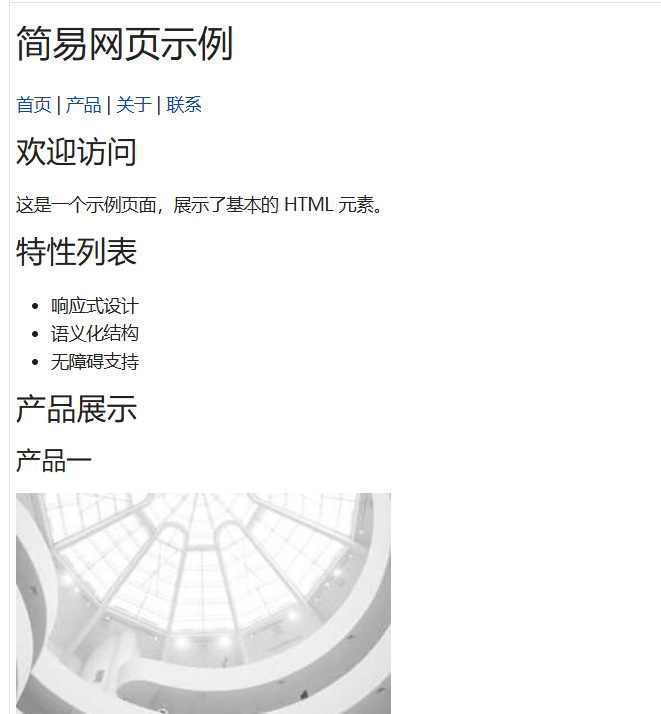 简易网页示例
首页 | 产品 | 关于 | 联系
欢迎访问
这是一个示例页面，展示了基本的 HTML 元素。
特性列表
• 响应式设计
• 语义化结构
• 无障碍支持
产品展示
产品一